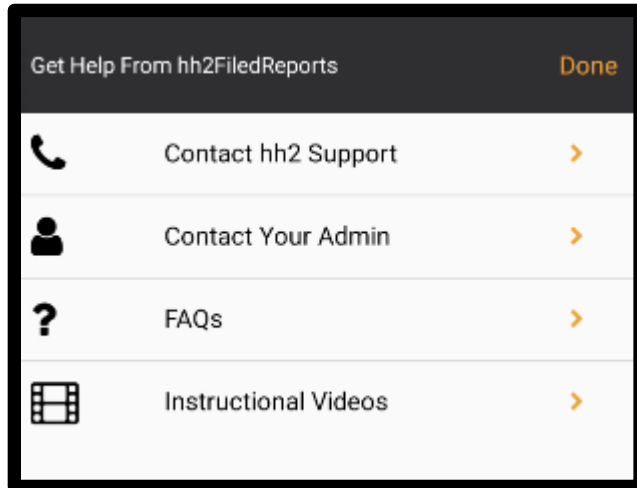 Get Help From hh2FiledReports Done
Contact hh2 Support
Contact Your Admin
FAQs
Instructional Videos